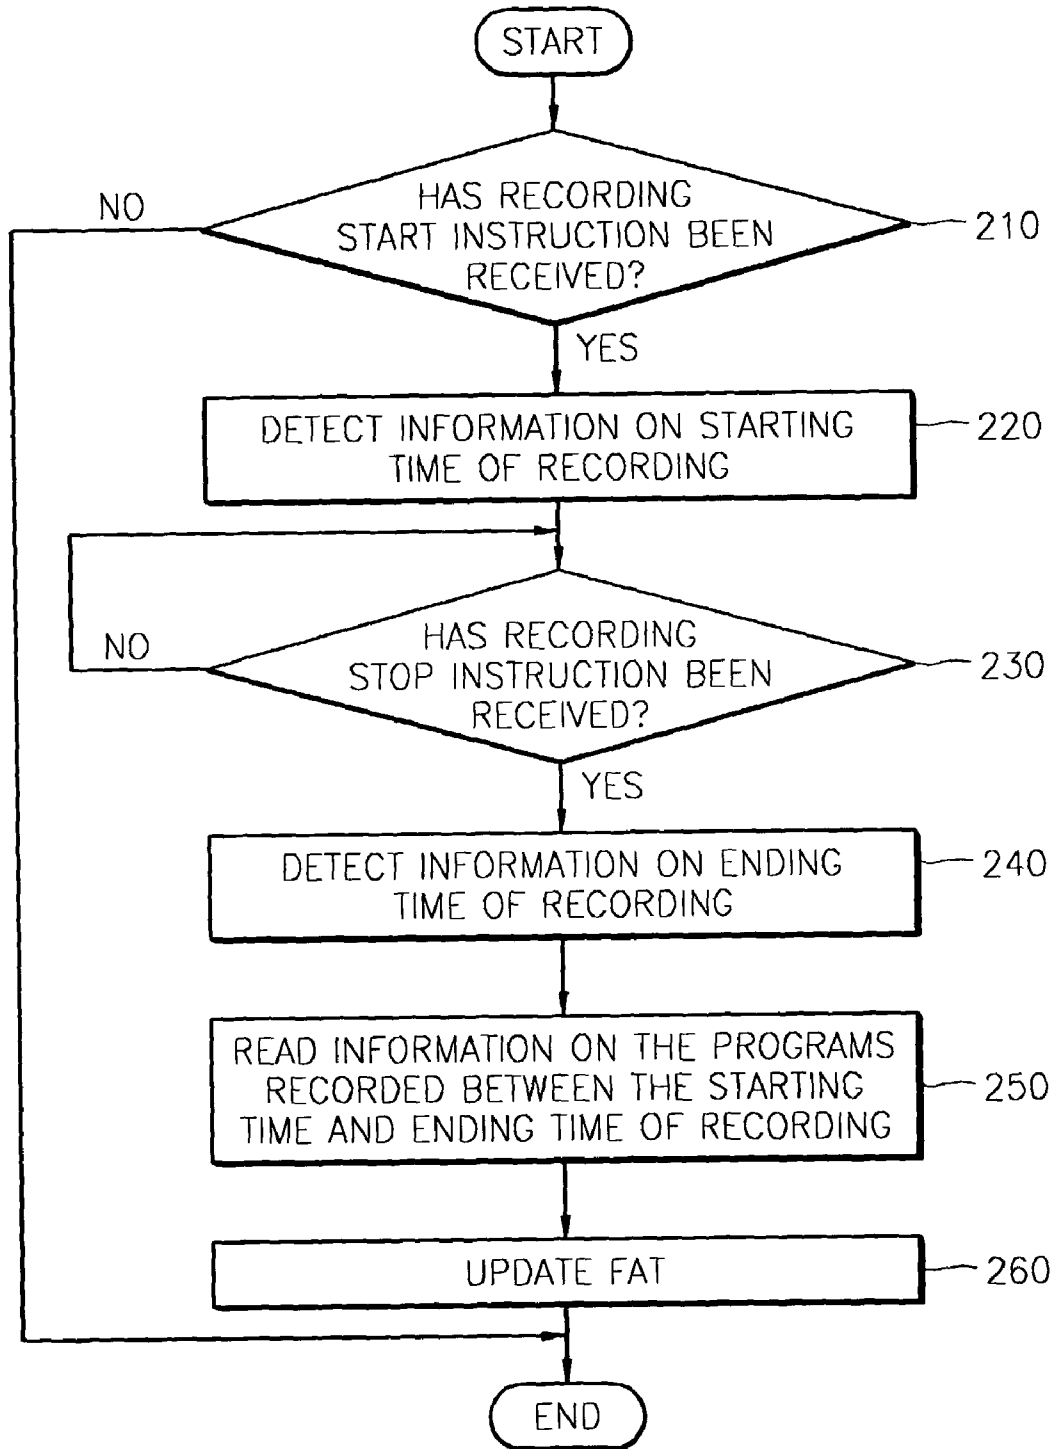 START
HAS RECORDING
START INSTRUCTION BEEN
RECEIVED?
NO
210
YES
DETECT INFORMATION ON STARTING
TIME OF RECORDING
220
HAS RECORDING
STOP INSTRUCTION BEEN
RECEIVED?
NO
230
YES
DETECT INFORMATION ON ENDING
TIME OF RECORDING
240
READ INFORMATION ON THE PROGRAMS
RECORDED BETWEEN THE STARTING
TIME AND ENDING TIME OF RECORDING
250
UPDATE FAT
260
END